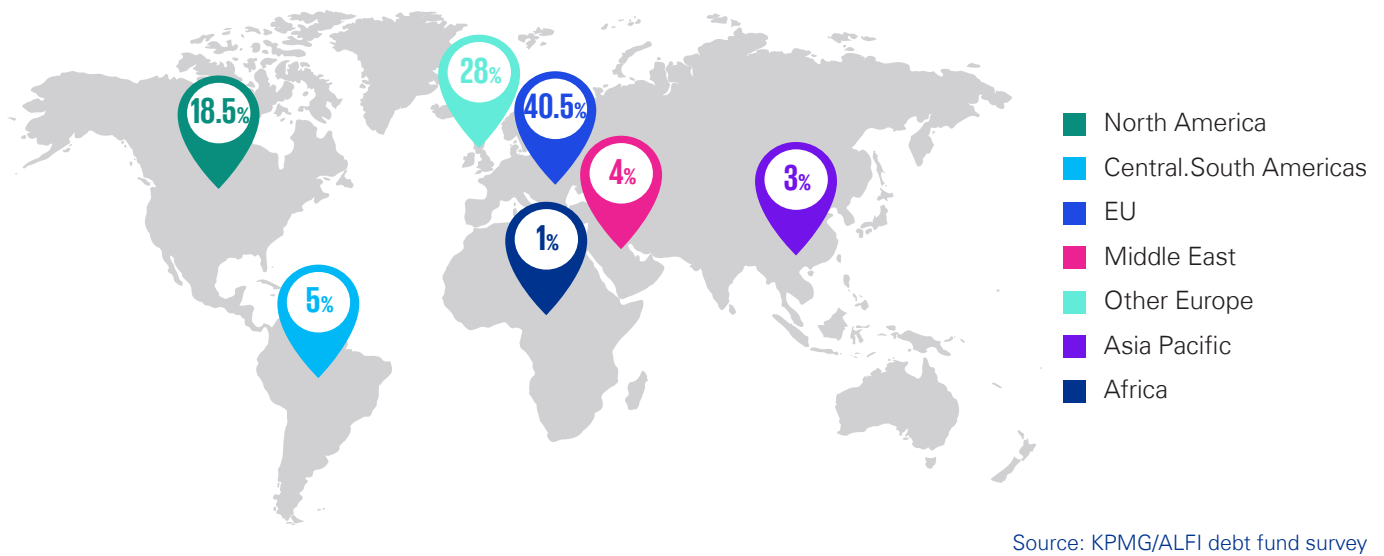 28%
40.5%
18.5%
4%
3%
1%
5%
North America
Central.South Americas
EU
Middle East
Other Europe
Asia Pacific
Africa
Source: KPMG/ALFI debt fund survey